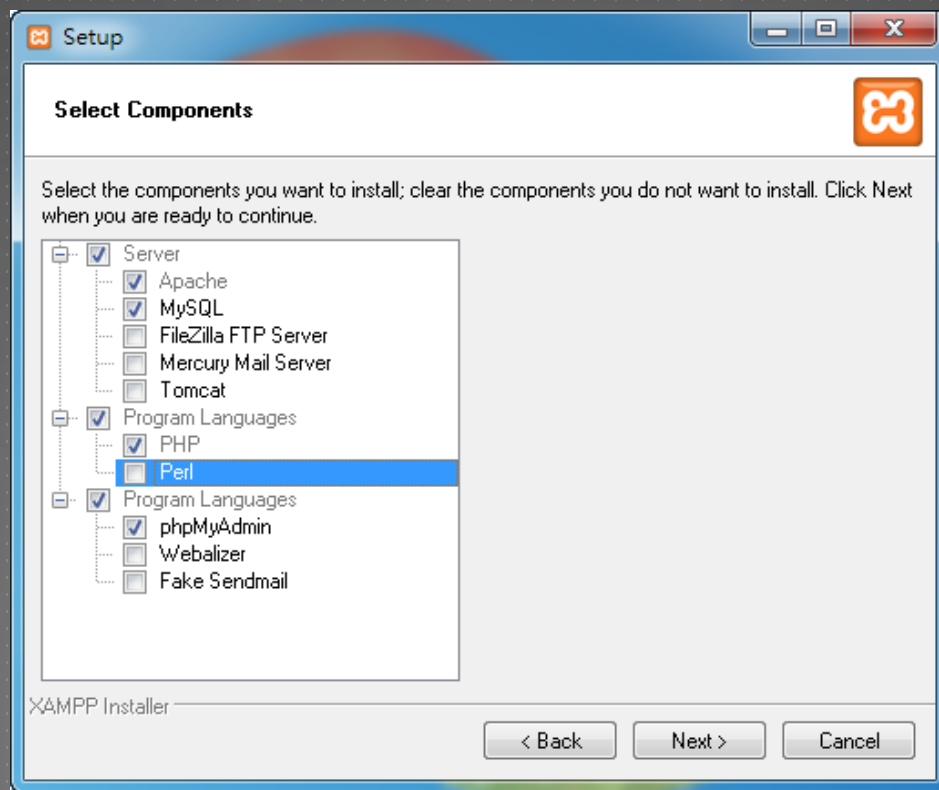 Setup
Select Components
Select the components you want to install; clear the components you do not want to install. Click Next
when you are ready to continue.
Server
Apache
MySQL
FileZilla FTP Server
Mercury Mail Server
Tomcat
Program Languages
PHP
Perl
Program Languages
phpMyAdmin
Webalizer
Fake Sendmail
XAMPP Installer
< Back
Next >
Cancel